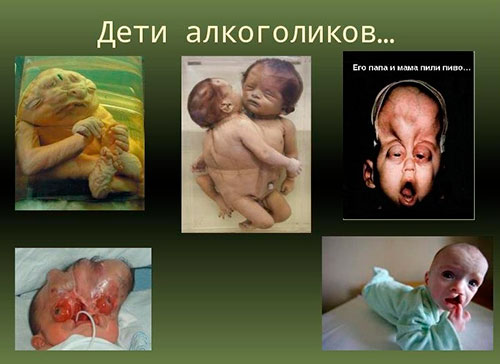 Дети алкоголиков…
Его папа и мама пили пиво...